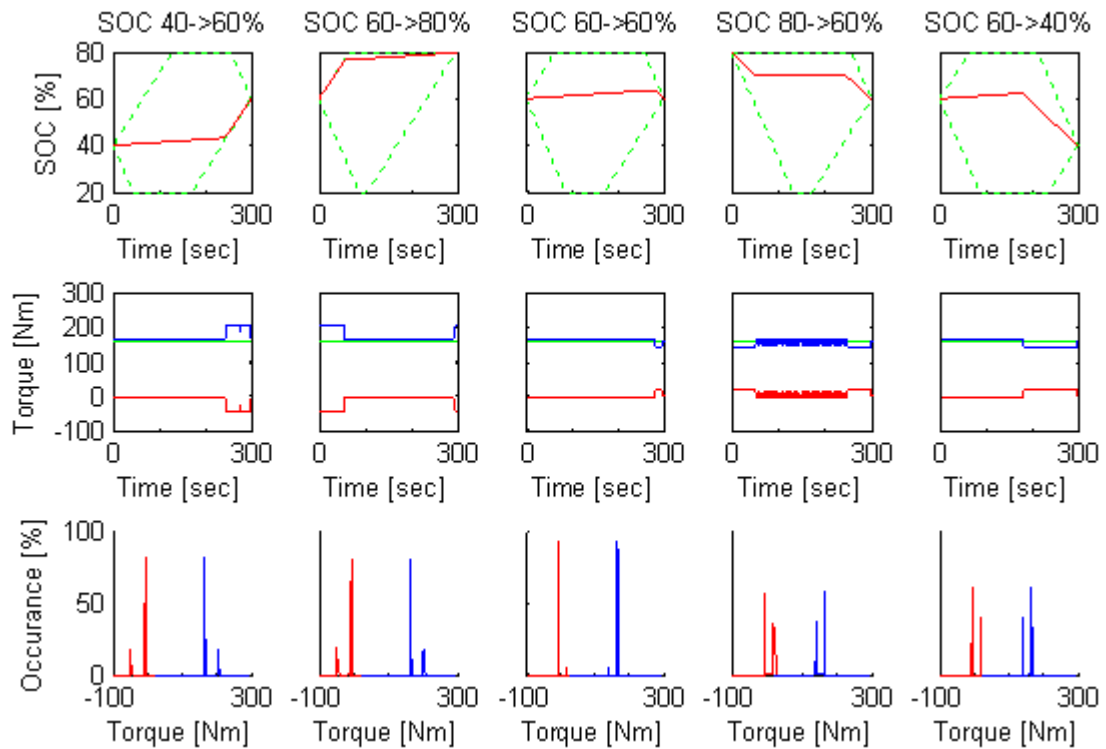 SOC 40->60% SOC 60->80% SOC 60->60% SOC 80->60% SOC 60->40%
SOC [%]
80
60
40
20
0 300 0 300 0 300 0 300 0 300
Time [sec] Time [sec] Time [sec] Time [sec] Time [sec]
Torque [Nm]
300
200
100
0
-100
0 300 0 300 0 300 0 300 0 300
Time [sec] Time [sec] Time [sec] Time [sec] Time [sec]
Occurance [%]
100
50
0
-100 300 -100 300 -100 300 -100 300 -100 300
Torque [Nm] Torque [Nm] Torque [Nm] Torque [Nm] Torque [Nm]